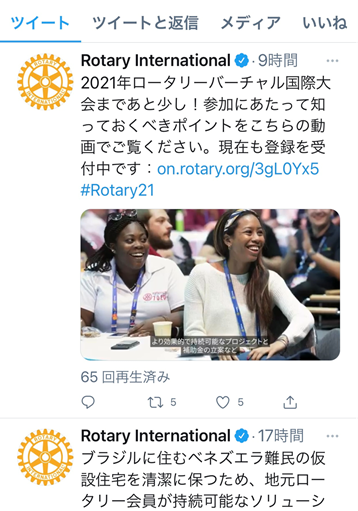 ツイート ツイートと返信 メディア いいね
Rotary International · 9時間
2021年ロータリーバーチャル国際大
会まであと少し！参加にあたって知
っておくべきポイントをこちらの動
画でご覧ください。現在も登録を受
付中です：on.rotary.org/3gL0Yx5
#Rotary21
より効果的で持続可能なプロジェクトと
補助金の立案など
65 回再生済み
5 5
Rotary International · 17時間
ブラジルに住むベネズエラ難民の仮
設住宅を清潔に保つため、地元ロ
ータリー会員が持続可能なソリューシ